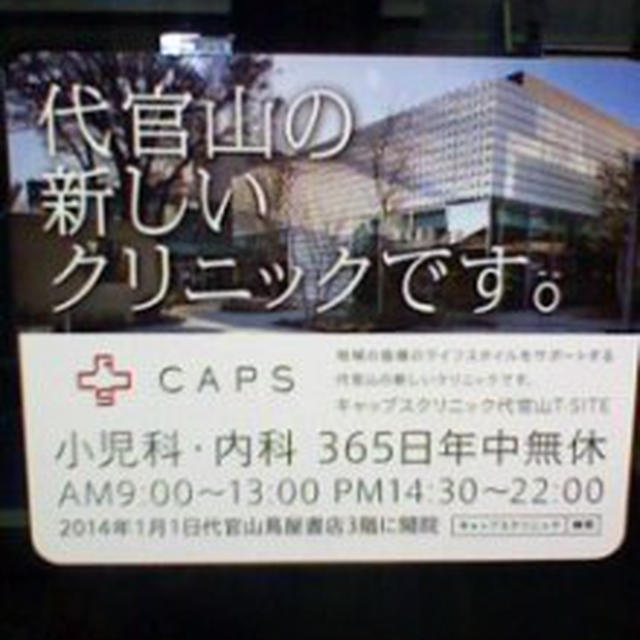 代官山の
新しい
クリニックです。
CAPS
地域の皆様のライフスタイルをサポートする
代官山の新しいクリニックです。
キャップスクリニック代官山T-SITE
小児科・内科 365日年中無休
AM9:00～13:00 PM14:30～22:00
2014年1月1日代官山蔦屋書店3階に開院
キャップスクリニック 検索